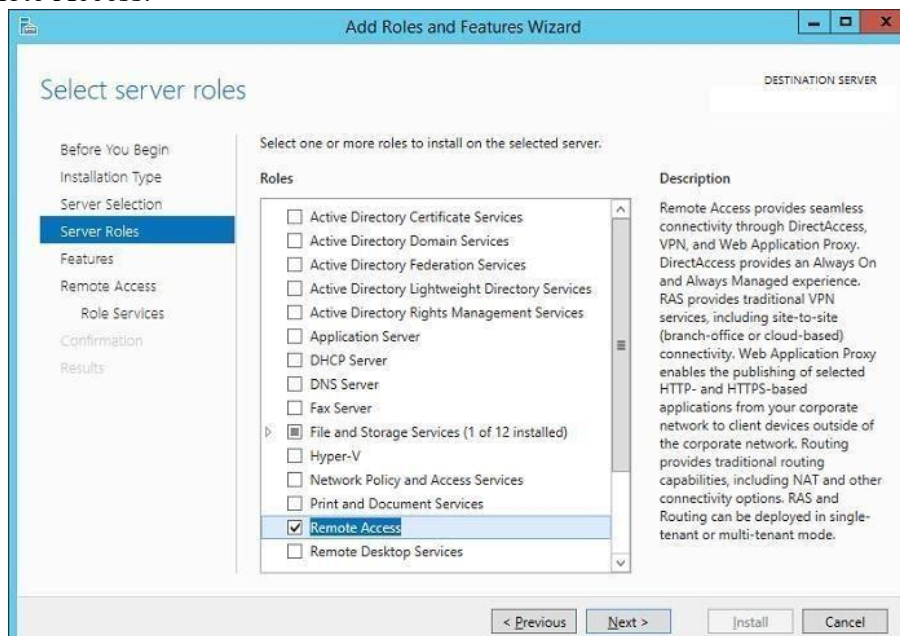 Add Roles and Features Wizard
Select server roles
DESTINATION SERVER
Before You Begin
Installation Type
Server Selection
Server Roles
Features
Remote Access
Role Services
Confirmation
Results
Select one or more roles to install on the selected server.
Roles
Active Directory Certificate Services
Active Directory Domain Services
Active Directory Federation Services
Active Directory Lightweight Directory Services
Active Directory Rights Management Services
Application Server
DHCP Server
DNS Server
Fax Server
File and Storage Services (1 of 12 installed)
Hyper-V
Network Policy and Access Services
Print and Document Services
Remote Access
Remote Desktop Services
Description
Remote Access provides seamless
connectivity through DirectAccess,
VPN, and Web Application Proxy.
DirectAccess provides an Always On
and Always Managed experience.
RAS provides traditional VPN
services, including site-to-site
(branch-office or cloud-based)
connectivity. Web Application Proxy
enables the publishing of selected
HTTP- and HTTPS-based
applications from your corporate
network to client devices outside of
the corporate network. Routing
provides traditional routing
capabilities, including NAT and other
connectivity options. RAS and
Routing can be deployed in single-
tenant or multi-tenant mode.
< Previous
Next >
Install
Cancel